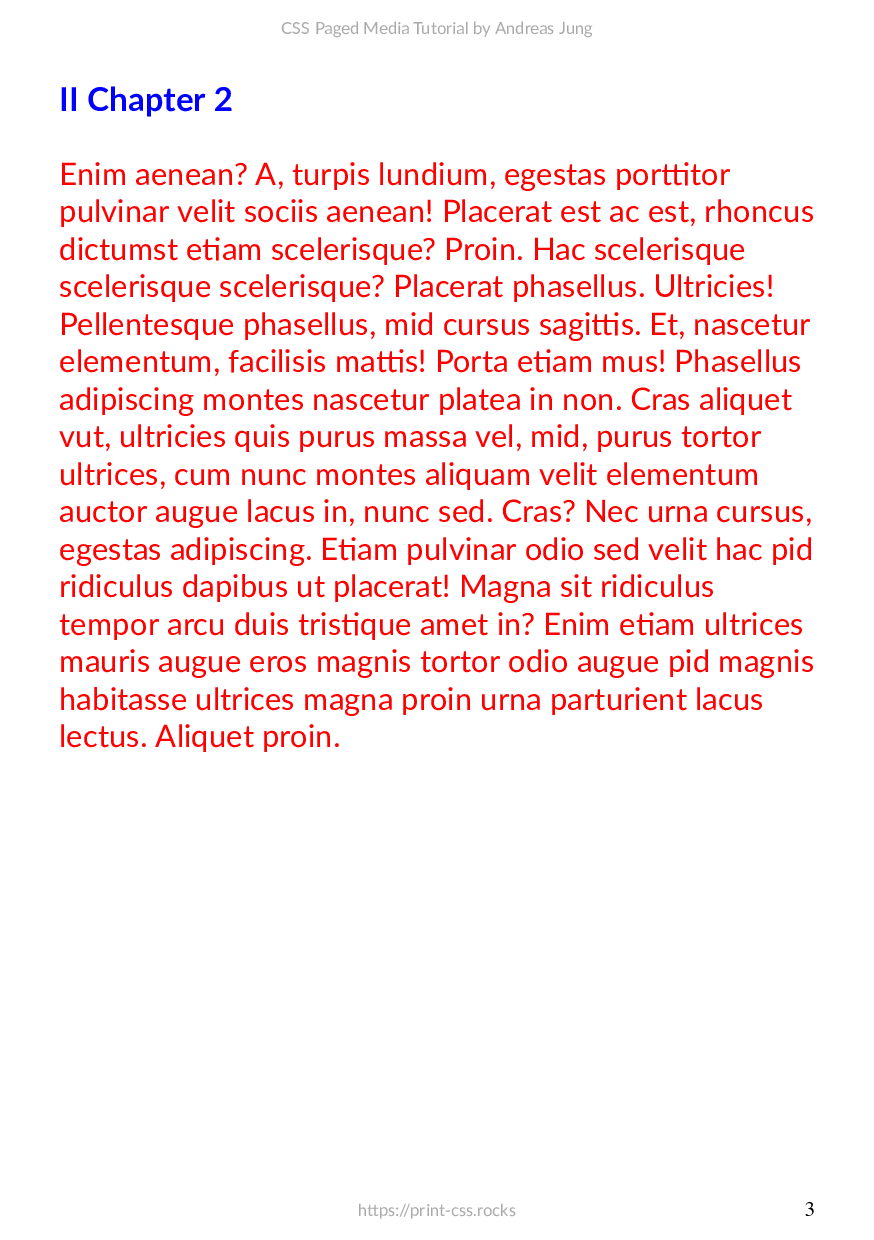 CSS Paged Media Tutorial by Andreas Jung
II Chapter 2
Enim aenean? A, turpis lundium, egestas porttitor
pulvinar velit sociis aenean! Placerat est ac est, rhoncus
dictumst etiam scelerisque? Proin. Hac scelerisque
scelerisque scelerisque? Placerat phasellus. Ultricies!
Pellentesque phasellus, mid cursus sagittis. Et, nascetur
elementum, facilisis mattis! Porta etiam mus! Phasellus
adipiscing montes nascetur platea in non. Cras aliquet
vut, ultricies quis purus massa vel, mid, purus tortor
ultrices, cum nunc montes aliquam velit elementum
auctor augue lacus in, nunc sed. Cras? Nec urna cursus,
egestas adipiscing. Etiam pulvinar odio sed velit hac pid
ridiculus dapibus ut placerat! Magna sit ridiculus
tempor arcu duis tristique amet in? Enim etiam ultrices
mauris augue eros magnis tortor odio augue pid magnis
habitasse ultrices magna proin urna parturient lacus
lectus. Aliquet proin.
https://print-css.rocks
3